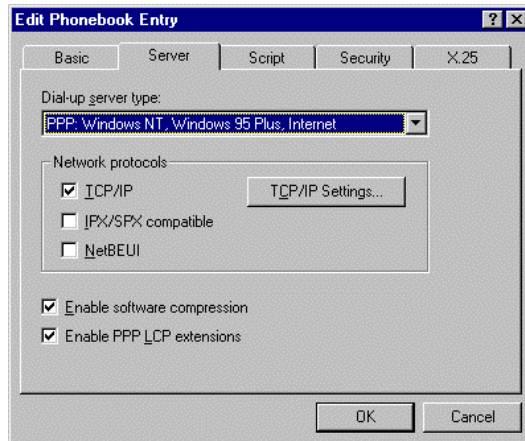 Edit Phonebook Entry
Basic Server Script Security X.25
Dial-up server type:
PPP: Windows NT, Windows 95 Plus, Internet
Network protocols
TCP/IP TCP/IP Settings...
IPX/SPX compatible
NetBEUI
Enable software compression
Enable PPP LCP extensions
OK Cancel